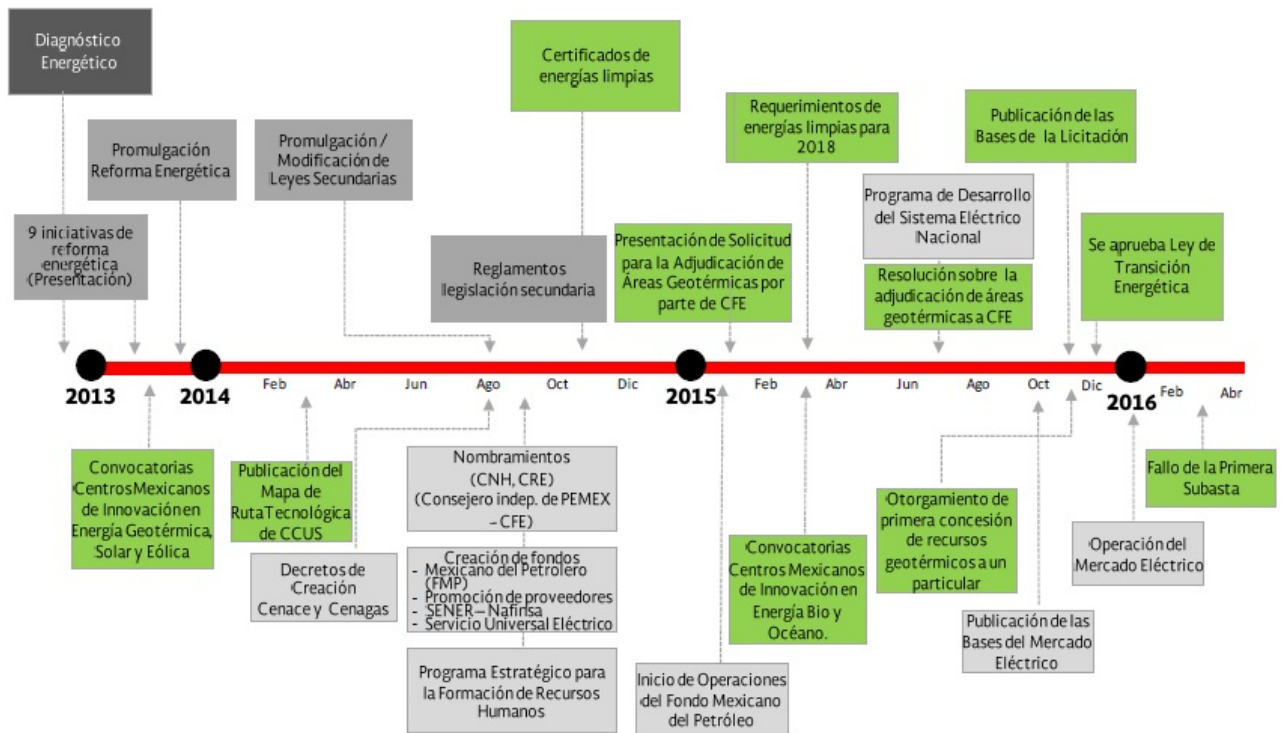 Diagnóstico
Energético
Promulgación
Reforma Energética
9 iniciativas de
reforma
energética
(Presentación)
Promulgación /
Modificación de
Leyes Secundarias
Certificados de
energías limpias
Reglamentos
legislación secundaria
Presentación de Solicitud
para la Adjudicación de
Áreas Geotérmicas por
parte de CFE
Requerimientos de
energías limpias para
2018
Programa de Desarrollo
del Sistema Eléctrico
Nacional
Resolución sobre la
adjudicación de áreas
geotérmicas a CFE
Publicación de las
Bases de la Licitación
Se aprueba Ley de
Transición
Energética
2013
2014
Feb
Abr
Jun
Ago
Oct
Dic
2015
Feb
Abr
Jun
Ago
Oct
Dic
2016
Feb
Abr
Convocatorias
Centros Mexicanos
de Innovación en
Energía Geotérmica,
Solar y Eólica
Publicación del
Mapa de
Ruta Tecnológica
de CCUS
Decretos de
Creación
Cenace y Cenagas
Nombramientos
(CNH, CRE)
(Consejero indep. de PEMEX
– CFE)
Creación de fondos
- Mexicano del Petrolero
(FMP)
- Promoción de proveedores
- SENER – Nafinsa
- Servicio Universal Eléctrico
Programa Estratégico para
la Formación de Recursos
Humanos
Inicio de Operaciones
del Fondo Mexicano
del Petróleo
Convocatorias
Centros Mexicanos
de Innovación en
Energía Bio y
Océano.
Otorgamiento de
primera concesión
de recursos
geotérmicos a un
particular
Publicación de las
Bases del Mercado
Eléctrico
Operación del
Mercado Eléctrico
Fallo de la Primera
Subasta